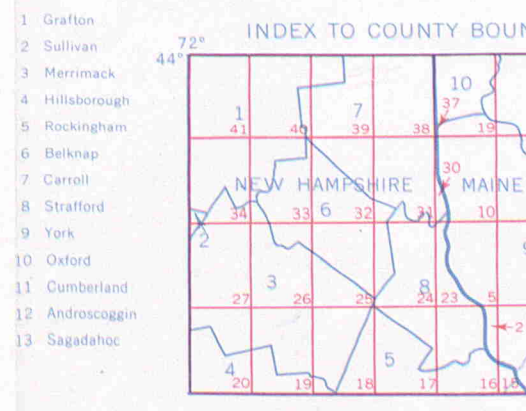 1 Grafton
2 Sullivan
3 Merrimack
4 Hillsborough
5 Rockingham
6 Belknap
7 Carroll
8 Strafford
9 York
10 Oxford
11 Cumberland
12 Androscoggin
13 Sagadahoc
INDEX TO COUNTY BOUN
72°
44°
10
1 7 37
41 40 39 38 19
30
NEW HAMPSHIRE MAINE
6
34 33 32 31 10
2 9
3 8
27 26 25 24 23 5
2
4 5
20 19 18 17 16 15